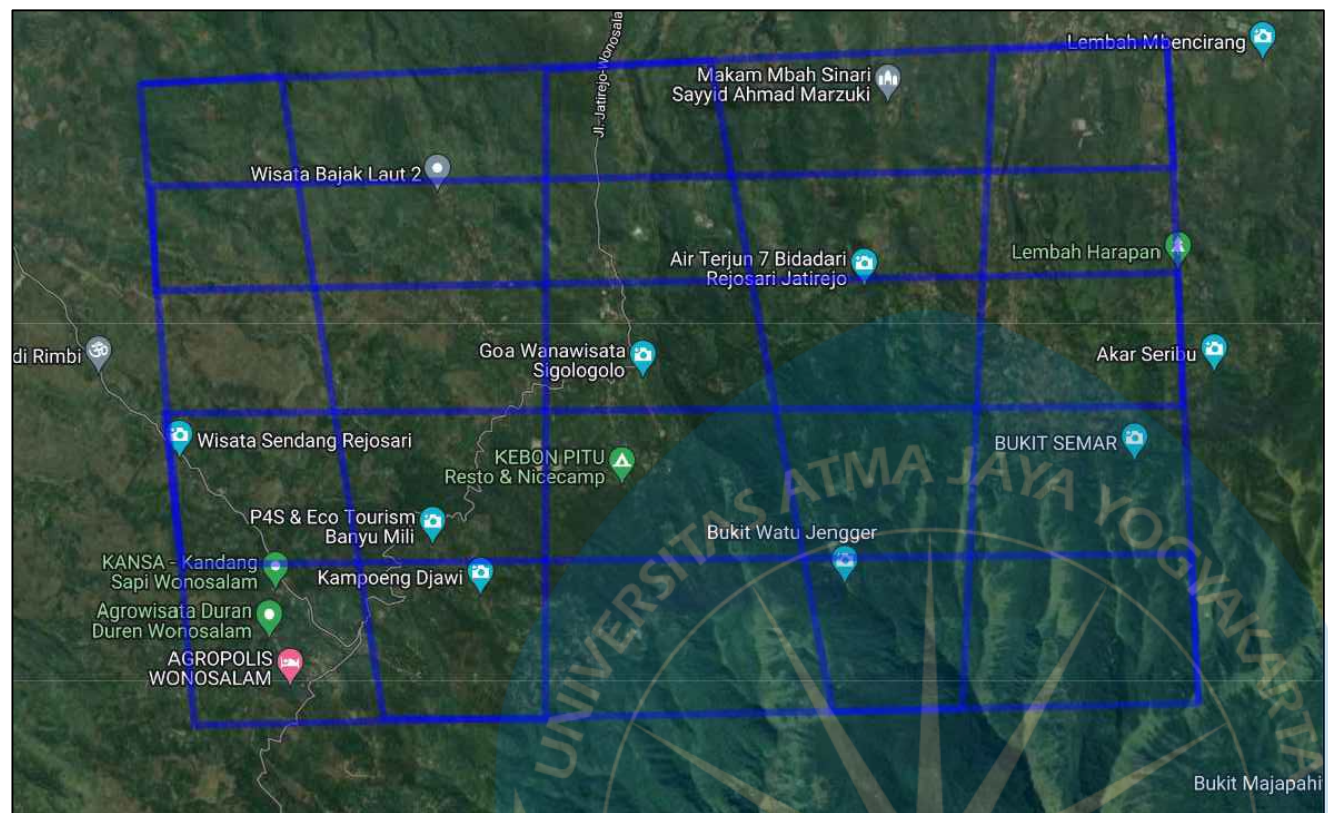 Lembah Mbencirang
Jl. Jatirejo-Wonosala
Makam Mbah Sinari
Sayyid Ahmad Marzuki
Wisata Bajak Laut 2
Air Terjun 7 Bidadari
Rejosari Jatirejo
Lembah Harapan
di Rimbi
Goa Wanawisata
Sigologolo
Akar Seribu
Wisata Sendang Rejosari
KEBON PITU
Resto & Nicecamp
BUKIT SEMAR
P4S & Eco Tourism
Banyu Mili
Bukit Watu Jengger
KANSA - Kandang
Sapi Wonosalam
Kampoeng Djawi
Agrowisata Duran
Duren Wonosalam
AGROPOLIS
WONOSALAM
Bukit Majapahi
UNIVERSITAS ATMA JAYA YOGYAKARTA